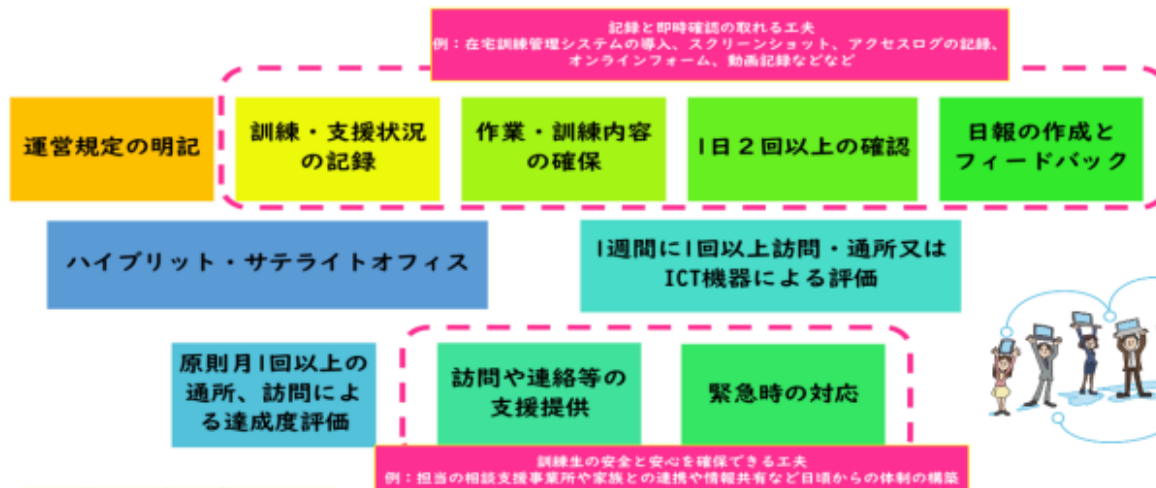 記録と即時確認の取れる工夫
例：在宅訓練管理システムの導入、スクリーンショット、アクセスログの記録、
オンラインフォーム、動画記録などなど
運営規定の明記
訓練・支援状況
の記録
作業・訓練内容
の確保
1日２回以上の確認
日報の作成と
フィードバック
ハイブリット・サテライトオフィス
1週間に1回以上訪問・通所又は
ICT機器による評価
原則月1回以上の
通所、訪問によ
る達成度評価
訪問や連絡等の
支援提供
緊急時の対応
訓練生の安全と安心を確保できる工夫
例：担当の相談支援事業所や家族との連携や情報共有など日頃からの体制の構築